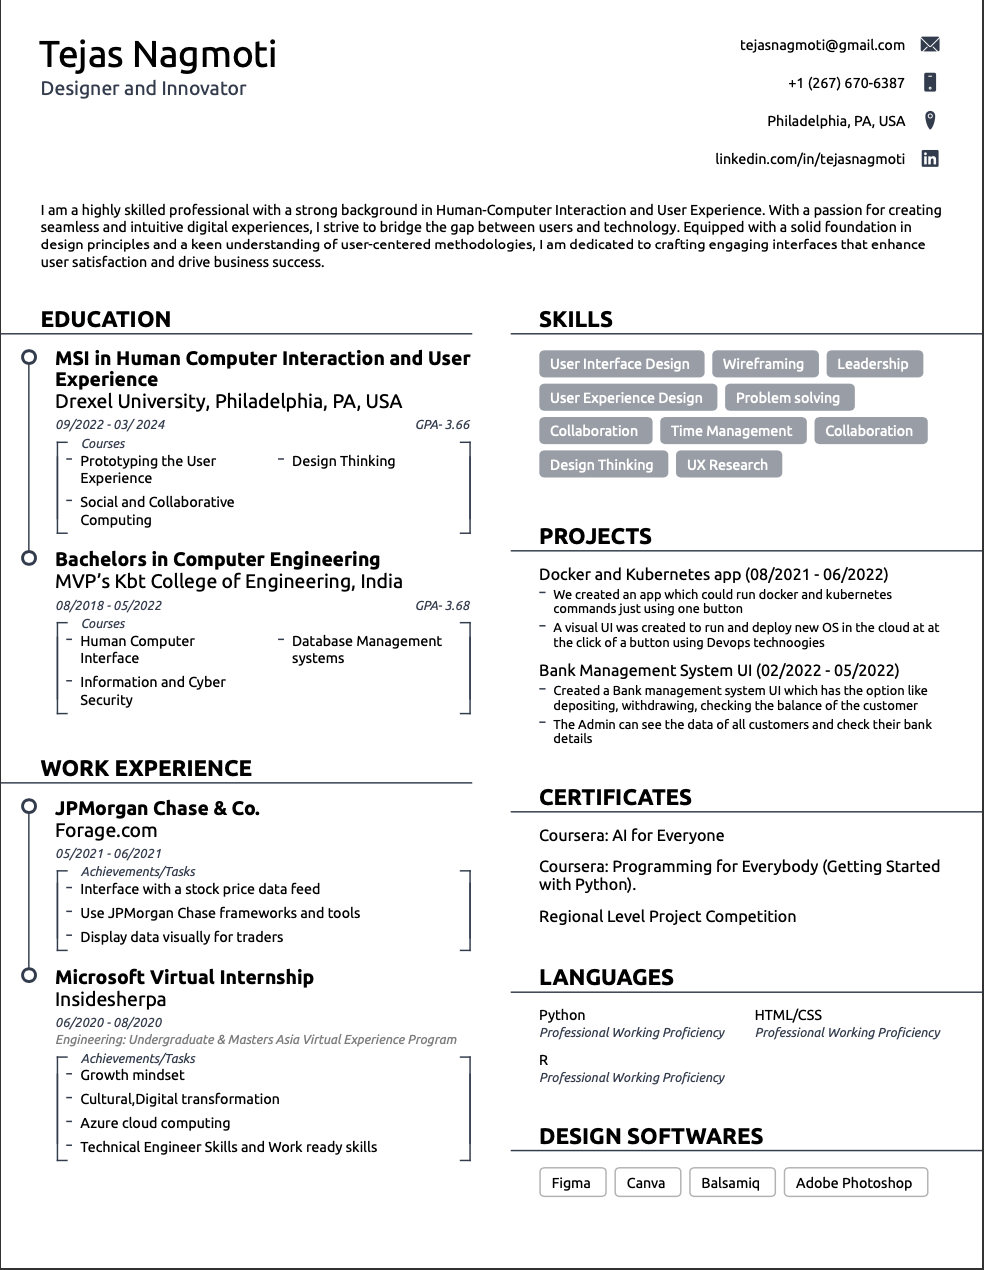 Tejas Nagmoti
Designer and Innovator
tejasnagmoti@gmail.com
+1 (267) 670-6387
Philadelphia, PA, USA
linkedin.com/in/tejasnagmoti
I am a highly skilled professional with a strong background in Human-Computer Interaction and User Experience. With a passion for creating
seamless and intuitive digital experiences, I strive to bridge the gap between users and technology. Equipped with a solid foundation in
design principles and a keen understanding of user-centered methodologies, I am dedicated to crafting engaging interfaces that enhance
user satisfaction and drive business success.
EDUCATION
MSI in Human Computer Interaction and User
Experience
Drexel University, Philadelphia, PA, USA
09/2022 - 03/ 2024 GPA- 3.66
Courses
– Prototyping the User
Experience
– Design Thinking
– Social and Collaborative
Computing
Bachelors in Computer Engineering
MVP’s Kbt College of Engineering, India
08/2018 - 05/2022 GPA- 3.68
Courses
– Human Computer
Interface
– Database Management
systems
– Information and Cyber
Security
WORK EXPERIENCE
JPMorgan Chase & Co.
Forage.com
05/2021 - 06/2021
Achievements/Tasks
– Interface with a stock price data feed
– Use JPMorgan Chase frameworks and tools
– Display data visually for traders
Microsoft Virtual Internship
Insidesherpa
06/2020 - 08/2020
Engineering: Undergraduate & Masters Asia Virtual Experience Program
Achievements/Tasks
– Growth mindset
– Cultural,Digital transformation
– Azure cloud computing
– Technical Engineer Skills and Work ready skills
SKILLS
User Interface Design Wireframing Leadership
User Experience Design Problem solving
Collaboration Time Management Collaboration
Design Thinking UX Research
PROJECTS
Docker and Kubernetes app (08/2021 - 06/2022)
– We created an app which could run docker and kubernetes
commands just using one button
– A visual UI was created to run and deploy new OS in the cloud at at
the click of a button using Devops technoogies
Bank Management System UI (02/2022 - 05/2022)
– Created a Bank management system UI which has the option like
depositing, withdrawing, checking the balance of the customer
– The Admin can see the data of all customers and check their bank
details
CERTIFICATES
Coursera: AI for Everyone
Coursera: Programming for Everybody (Getting Started
with Python).
Regional Level Project Competition
LANGUAGES
Python HTML/CSS
Professional Working Proficiency Professional Working Proficiency
R
Professional Working Proficiency
DESIGN SOFTWARES
Figma Canva Balsamiq Adobe Photoshop